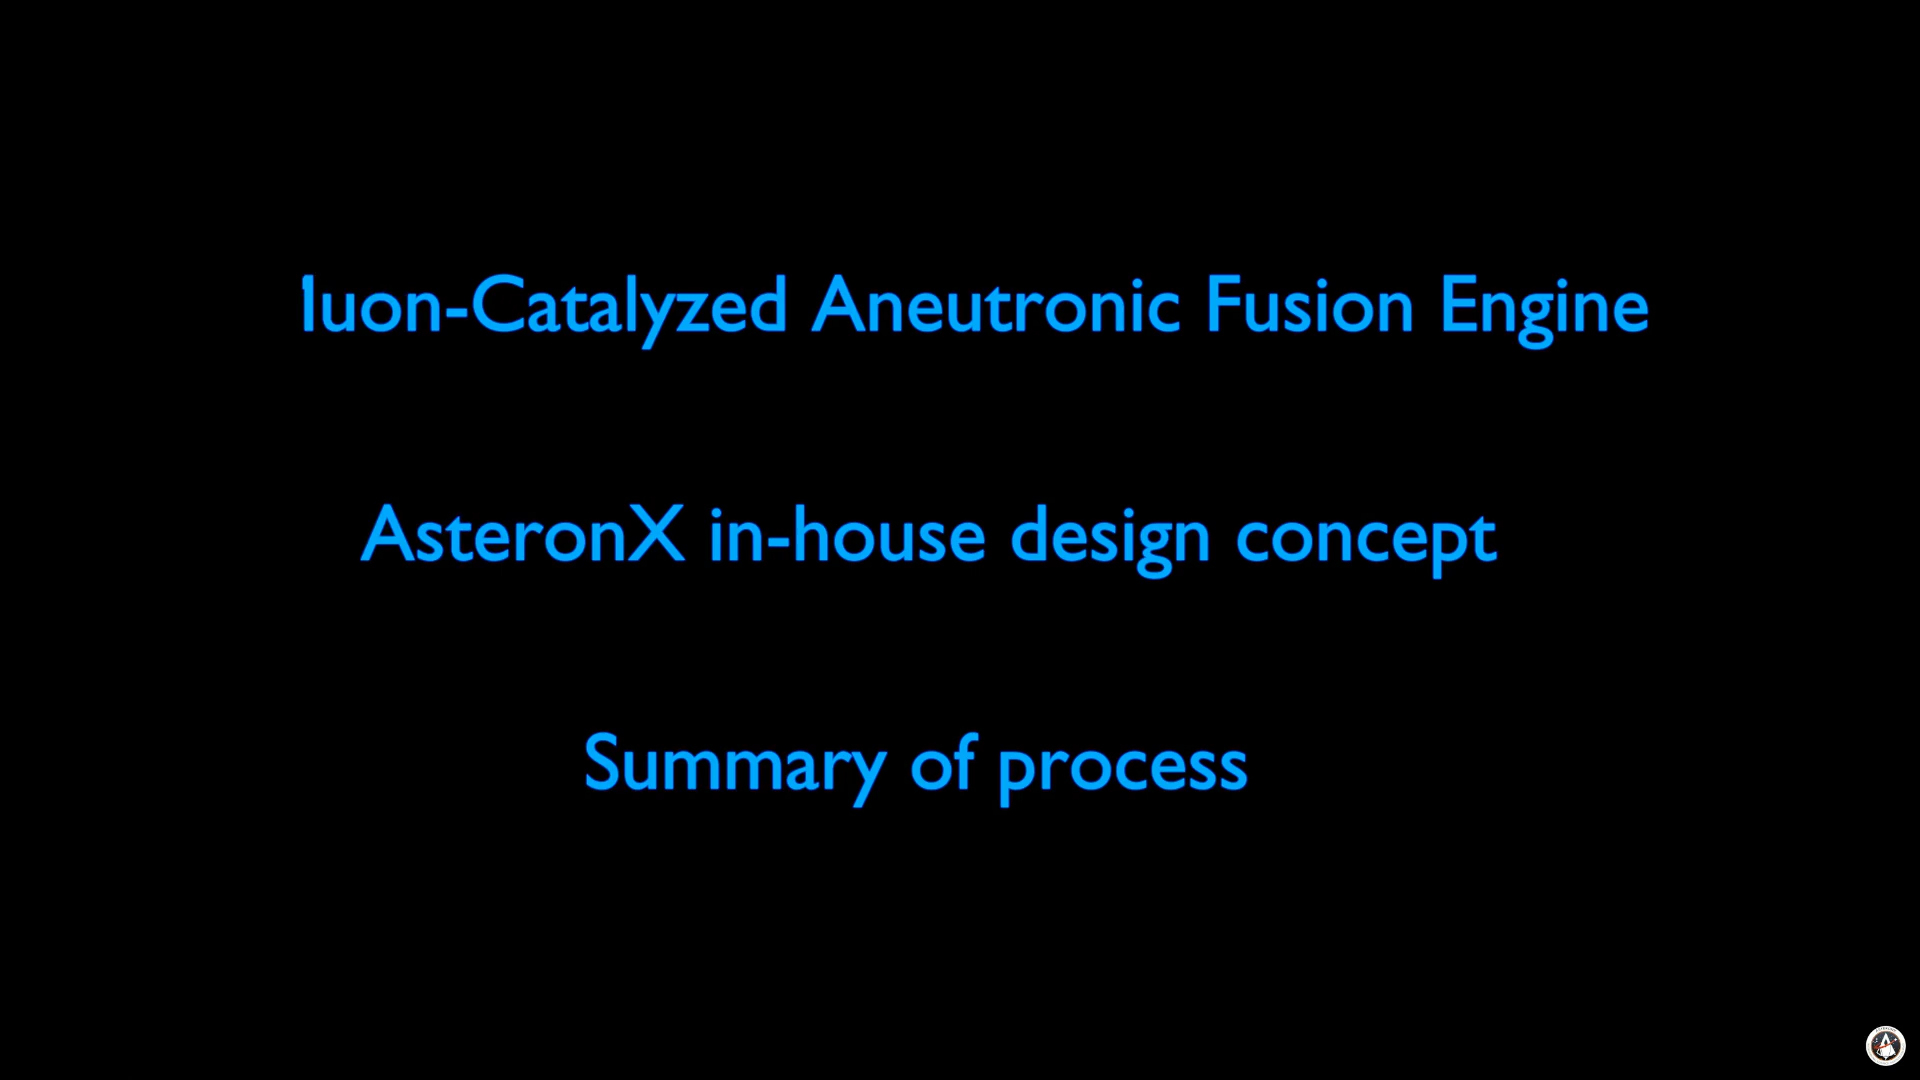 luon-Catalyzed Aneutronic Fusion Engine
AsteronX in-house design concept
Summary of process